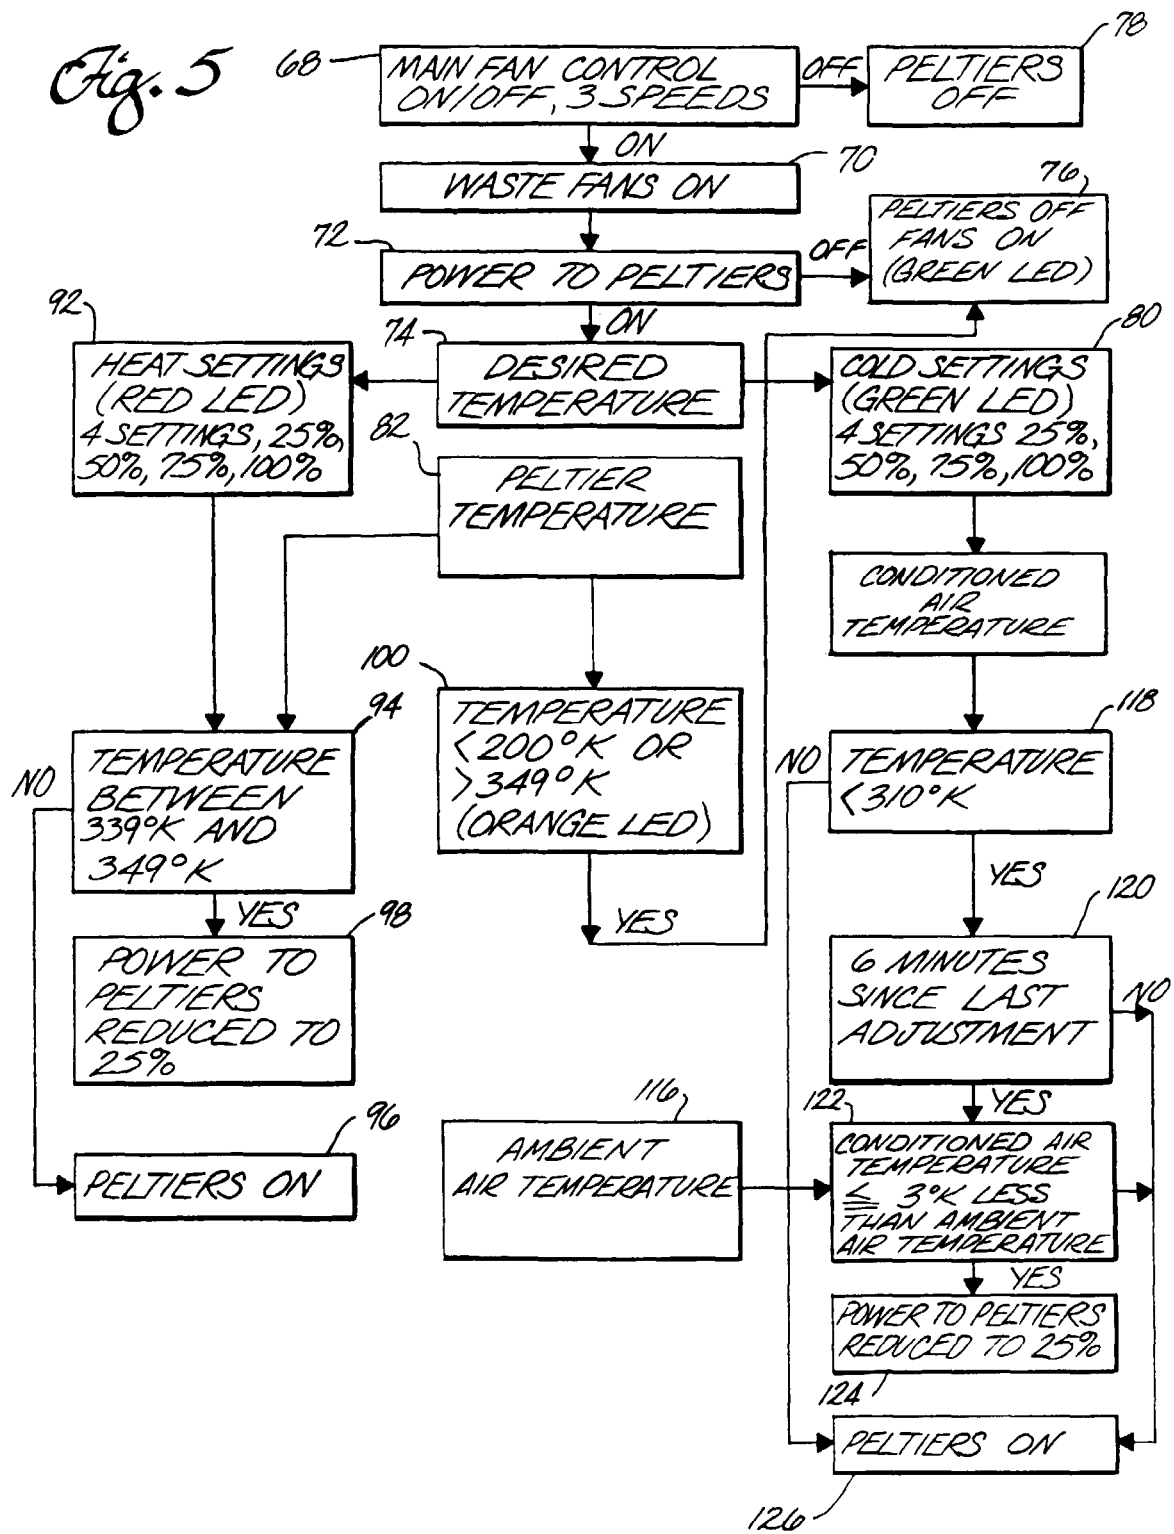 Fig. 5
68
MAIN FAN CONTROL
ON/OFF, 3 SPEEDS
OFF
78
PELTIERS
OFF
ON
70
WASTE FANS ON
72
POWER TO PELTIERS
OFF
76
PELTIERS OFF
FANS ON
(GREEN LED)
ON
92
HEAT SETTINGS
(RED LED)
4 SETTINGS, 25%,
50%, 75%, 100%
74
DESIRED
TEMPERATURE
80
COLD SETTINGS
(GREEN LED)
4 SETTINGS 25%,
50%, 75%, 100%
82
PELTIER
TEMPERATURE
CONDITIONED
AIR
TEMPERATURE
100
TEMPERATURE
<200°K OR
>349°K
(ORANGE LED)
YES
94
NO
TEMPERATURE
BETWEEN
339°K AND
349°K
YES
98
POWER TO
PELTIERS
REDUCED TO
25%
96
PELTIERS ON
118
NO
TEMPERATURE
<310°K
YES
120
6 MINUTES
SINCE LAST
ADJUSTMENT
NO
YES
116
AMBIENT
AIR TEMPERATURE
122
CONDITIONED AIR
TEMPERATURE
≦ 3°K LESS
THAN AMBIENT
AIR TEMPERATURE
YES
POWER TO PELTIERS
REDUCED TO 25%
124
PELTIERS ON
126